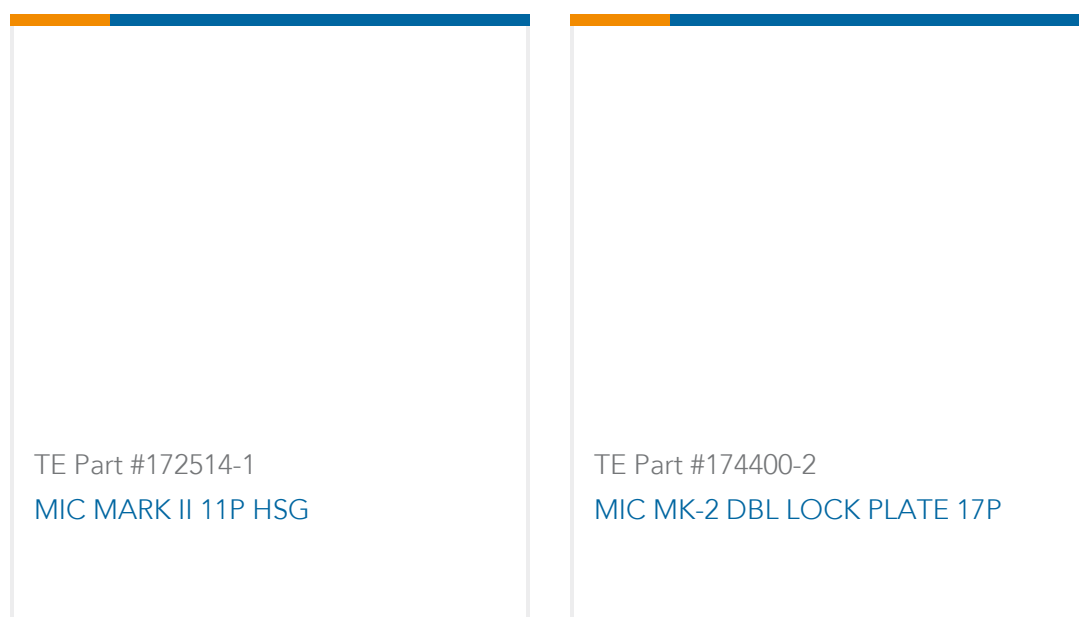 TE Part #172514-1
MIC MARK II 11P HSG
TE Part #174400-2
MIC MK-2 DBL LOCK PLATE 17P